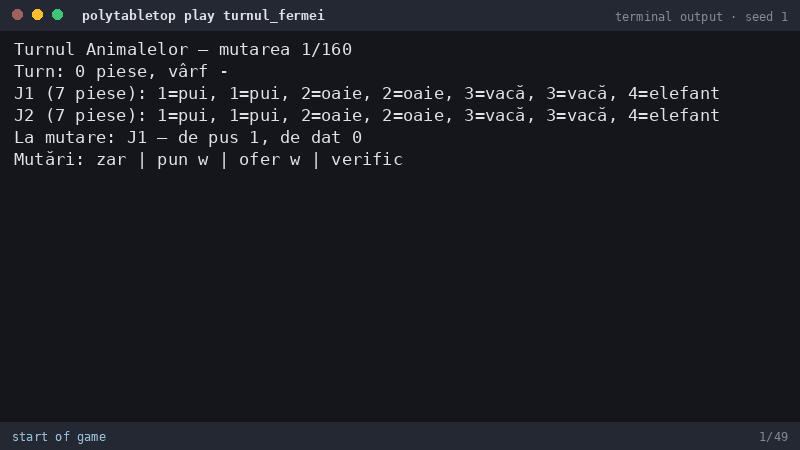 polytabletop play turnul_fermei
terminal output · seed 1
Turnul Animalelor — mutarea 1/160
Turn: 0 piese, vârf -
J1 (7 piese): 1=pui, 1=pui, 2=oaie, 2=oaie, 3=vacă, 3=vacă, 4=elefant
J2 (7 piese): 1=pui, 1=pui, 2=oaie, 2=oaie, 3=vacă, 3=vacă, 4=elefant
La mutare: J1 — de pus 1, de dat 0
Mutări: zar | pun w | ofer w | verific
start of game
1/49